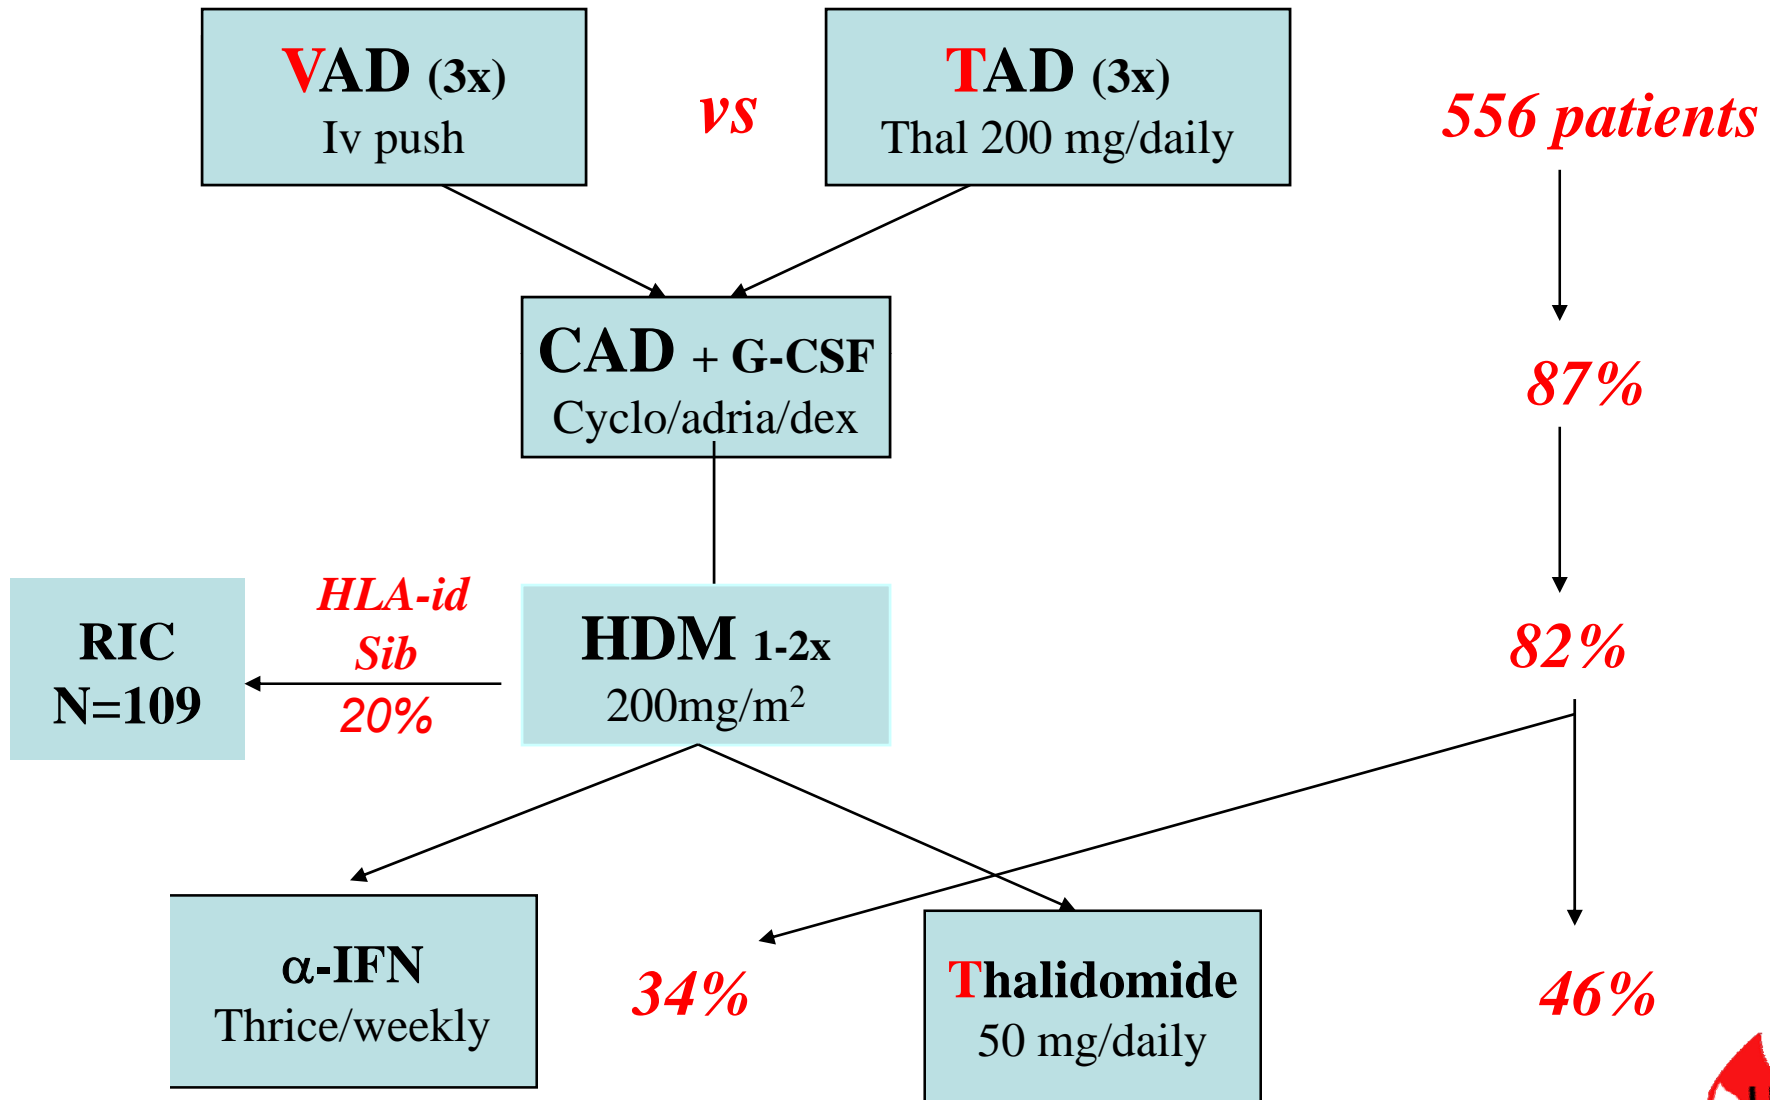 VAD (3x)
Iv push
vs
TAD (3x)
Thal 200 mg/daily
556 patients
CAD + G-CSF
Cyclo/adria/dex
87%
RIC
N=109
HLA-id
Sib
20%
HDM 1-2x
200mg/m²
82%
α-IFN
Thrice/weekly
34%
Thalidomide
50 mg/daily
46%